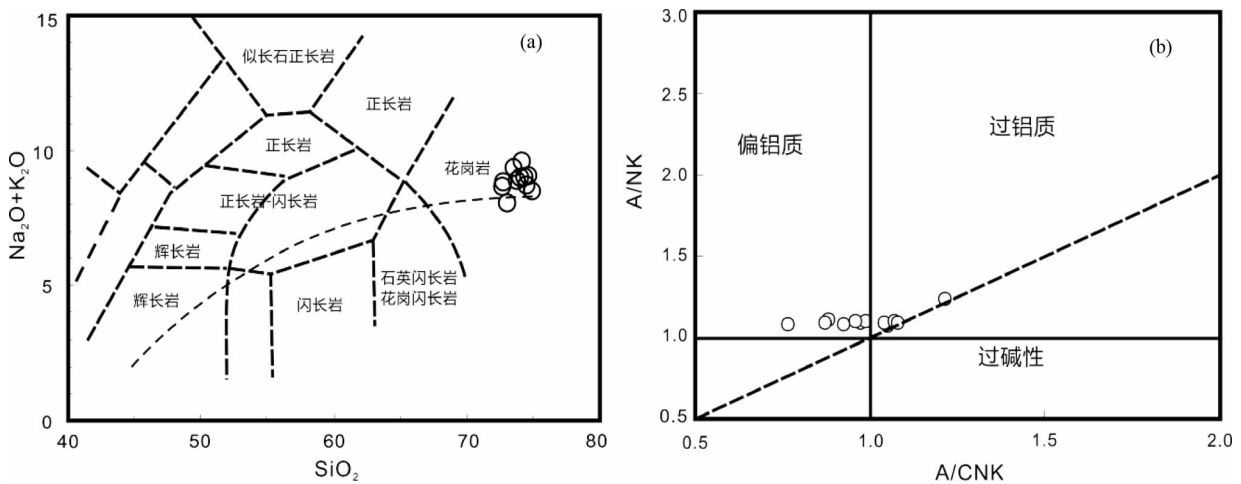 (a)
15
10
5
0
40
50
60
70
80
Na₂O+K₂O
SiO₂
似长石正长岩
正长岩
正长岩
花岗岩
正长岩-闪长岩
辉长岩
辉长岩
闪长岩
石英闪长岩
花岗闪长岩
(b)
3.0
2.5
2.0
1.5
1.0
0.5
0.5
1.0
1.5
2.0
A/NK
A/CNK
偏铝质
过铝质
过碱性